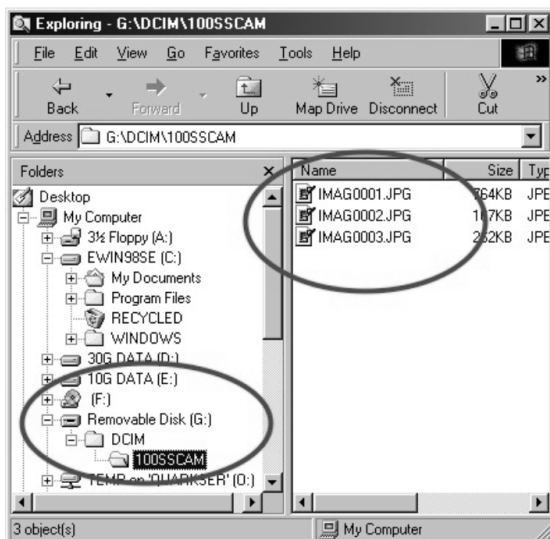 Exploring - G:\DCIM\100SSCAM
File Edit View Go Favorites Tools Help
Back Forward Up Map Drive Disconnect Cut »
Address G:\DCIM\100SSCAM
Folders
Desktop
My Computer
3½ Floppy (A:)
EWIN98SE (C:)
My Documents
Program Files
RECYCLED
WINDOWS
30G DATA (D:)
10G DATA (E:)
(F:)
Removable Disk (G:)
DCIM
100SSCAM
TEMP on 'QUARKSER' (O:)
Name Size Typ
IMAG0001.JPG 764KB JPE
IMAG0002.JPG JPE
IMAG0003.JPG JPE
3 object(s) My Computer